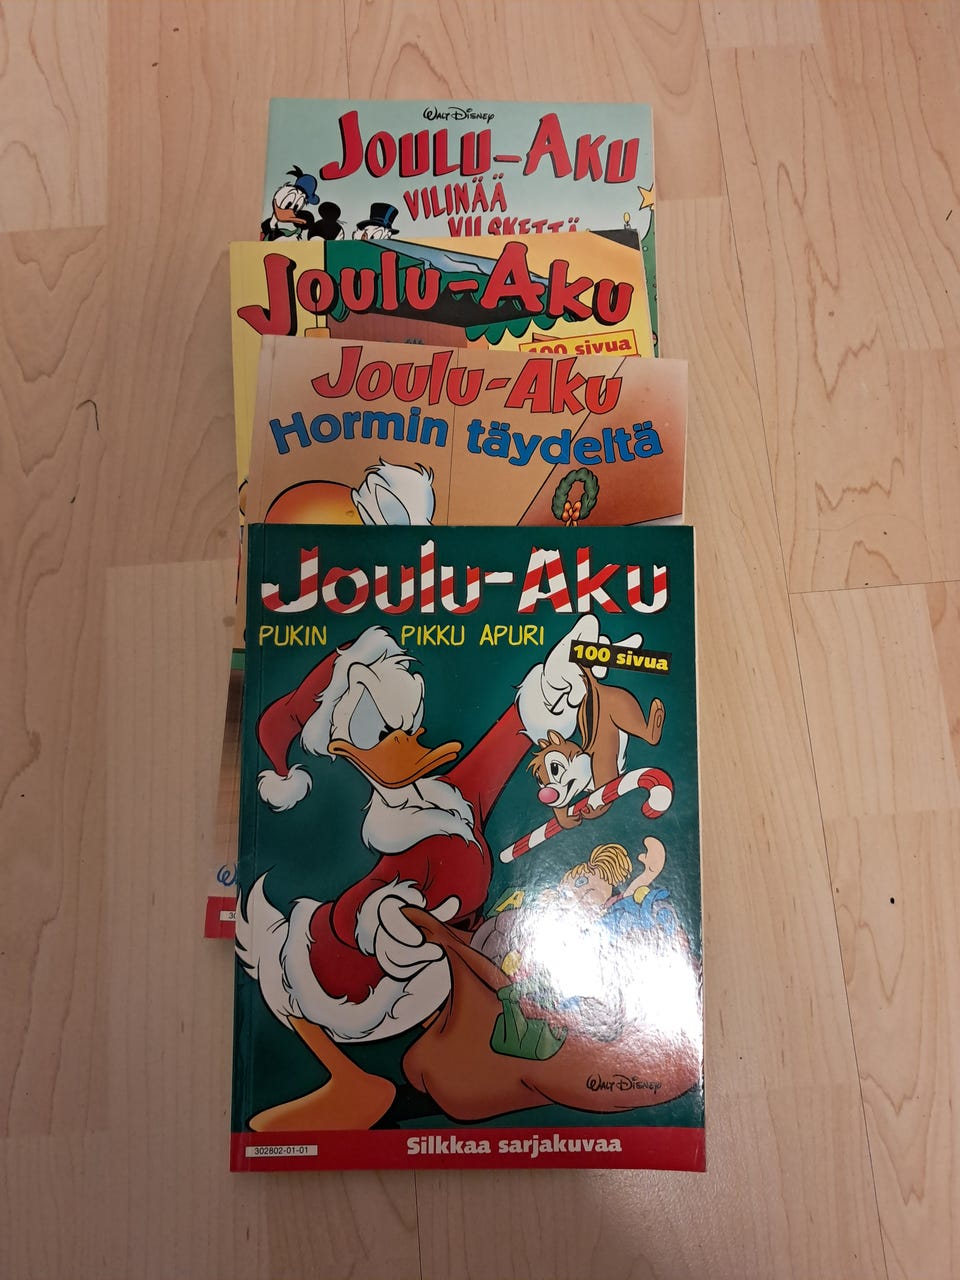 WALT DISNEY
JOULU-AKU
VILINÄÄ
VILSKETTÄ
JOULU-AKU
100 sivua
JOULU-AKU
Hormin täydeltä
JOULU-AKU
PUKIN PIKKU APURI
100 sivua
WALT DISNEY
302802-01-01
Silkkaa sarjakuvaa